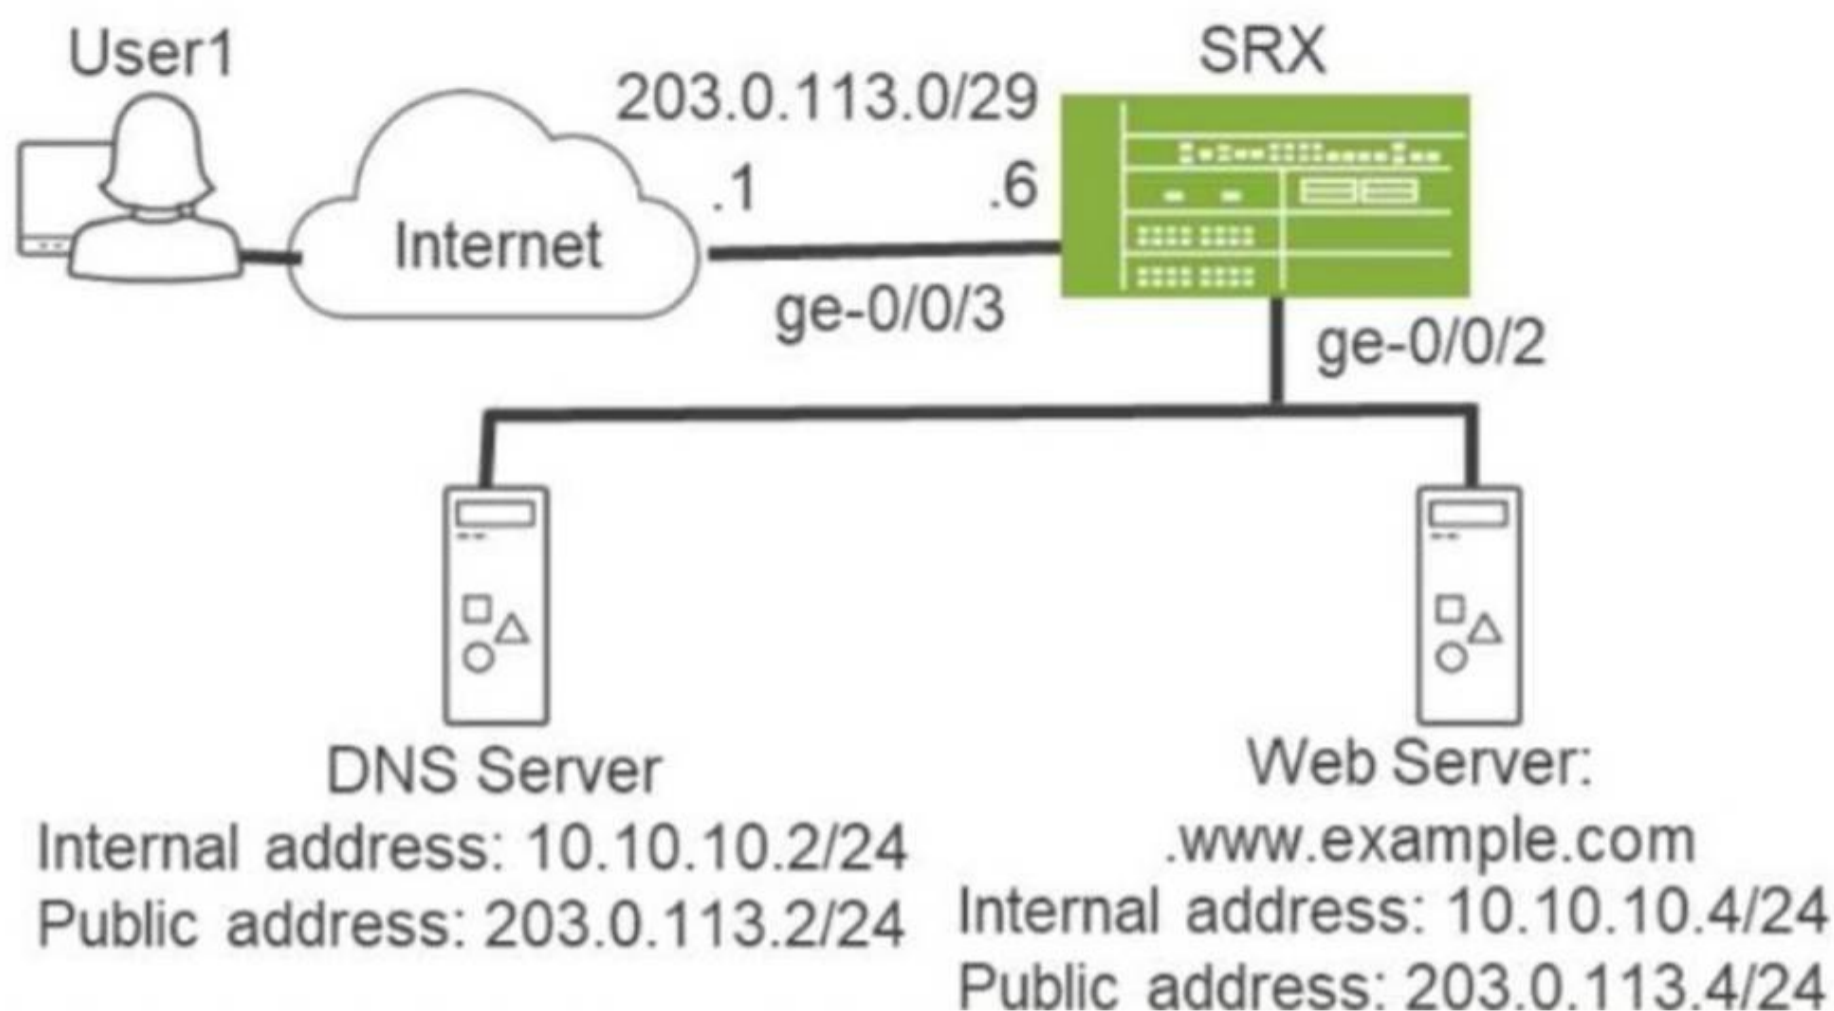 User1
SRX
203.0.113.0/29
.1
.6
Internet
ge-0/0/3
ge-0/0/2
DNS Server
Internal address: 10.10.10.2/24
Public address: 203.0.113.2/24
Web Server:
.www.example.com
Internal address: 10.10.10.4/24
Public address: 203.0.113.4/24